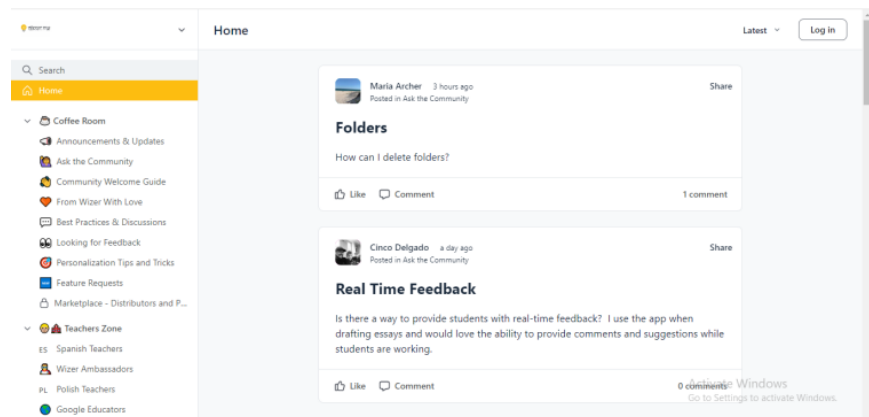 Home
Latest
Log in
Search
Home
Coffee Room
Announcements & Updates
Ask the Community
Community Welcome Guide
From Wizer With Love
Best Practices & Discussions
Looking for Feedback
Personalization Tips and Tricks
Feature Requests
Marketplace - Distributors and P...
Teachers Zone
ES Spanish Teachers
Wizer Ambassadors
PL Polish Teachers
Google Educators
Maria Archer 3 hours ago
Share
Posted in Ask the Community
Folders
How can I delete folders?
Like Comment
1 comment
Cinco Delgado a day ago
Share
Posted in Ask the Community
Real Time Feedback
Is there a way to provide students with real-time feedback? I use the app when
drafting essays and would love the ability to provide comments and suggestions while
students are working.
Like Comment
0 comments
Activate Windows
Go to Settings to activate Windows.